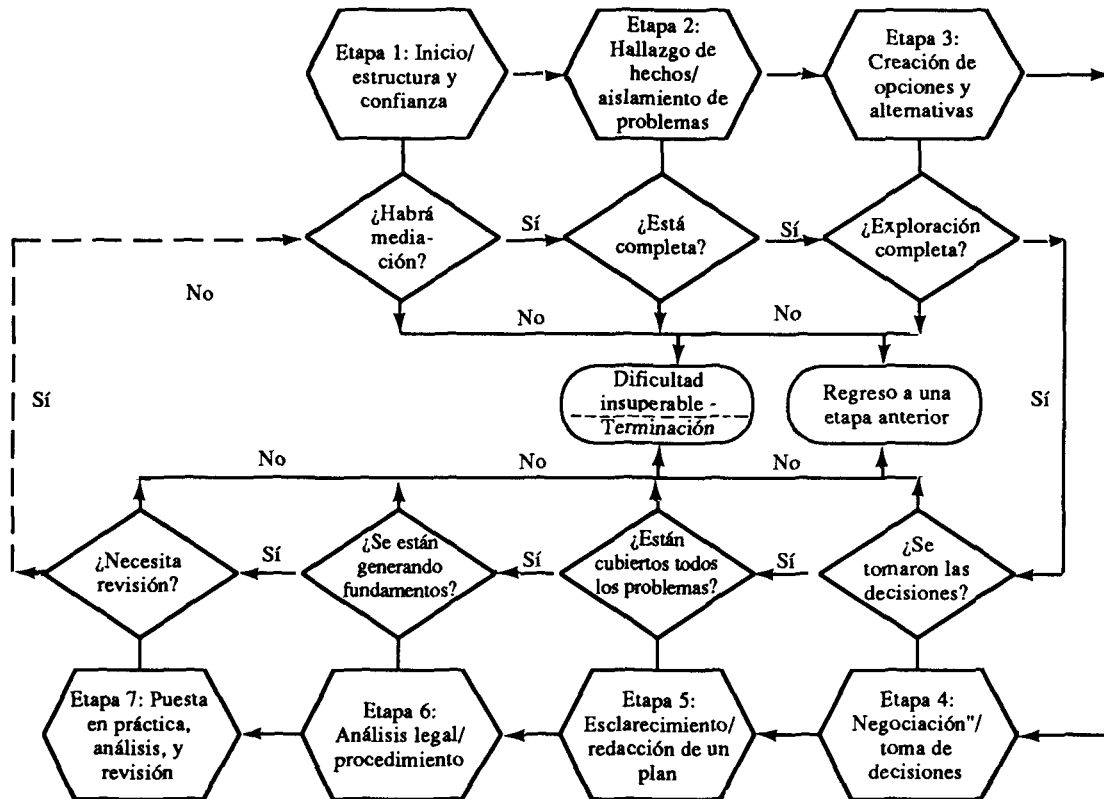 Etapa 1: Inicio/
estructura y
confianza
Etapa 2:
Hallazgo de
hechos/
aislamiento de
problemas
Etapa 3:
Creación de
opciones y
alternativas
¿Habrá
media-
ción?
Sí
¿Está
completa?
Sí
¿Exploración
completa?
No
No
No
Sí
Dificultad
insuperable -
Terminación
Regreso a una
etapa anterior
Sí
No
No
No
¿Necesita
revisión?
Sí
¿Se están
generando
fundamentos?
Sí
¿Están
cubiertos todos
los problemas?
Sí
¿Se
tomaron las
decisiones?
Etapa 7: Puesta
en práctica,
análisis, y
revisión
Etapa 6:
Análisis legal/
procedimiento
Etapa 5:
Esclarecimiento/
redacción de un
plan
Etapa 4:
Negociación"/
toma de
decisiones